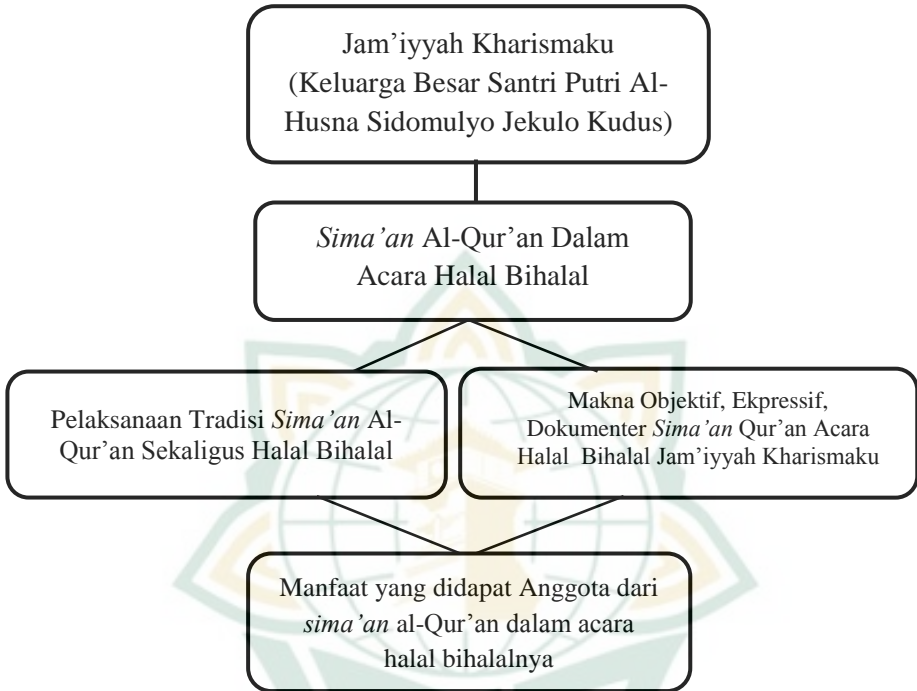 Jam’iyyah Kharismaku
(Keluarga Besar Santri Putri Al-
Husna Sidomulyo Jekulo Kudus)
Sima’an Al-Qur’an Dalam
Acara Halal Bihalal
Pelaksanaan Tradisi Sima’an Al-
Qur’an Sekaligus Halal Bihalal
Makna Objektif, Ekpressif,
Dokumenter Sima’an Qur’an Acara
Halal Bihalal Jam’iyyah Kharismaku
Manfaat yang didapat Anggota dari
sima’an al-Qur’an dalam acara
halal bihalalnya